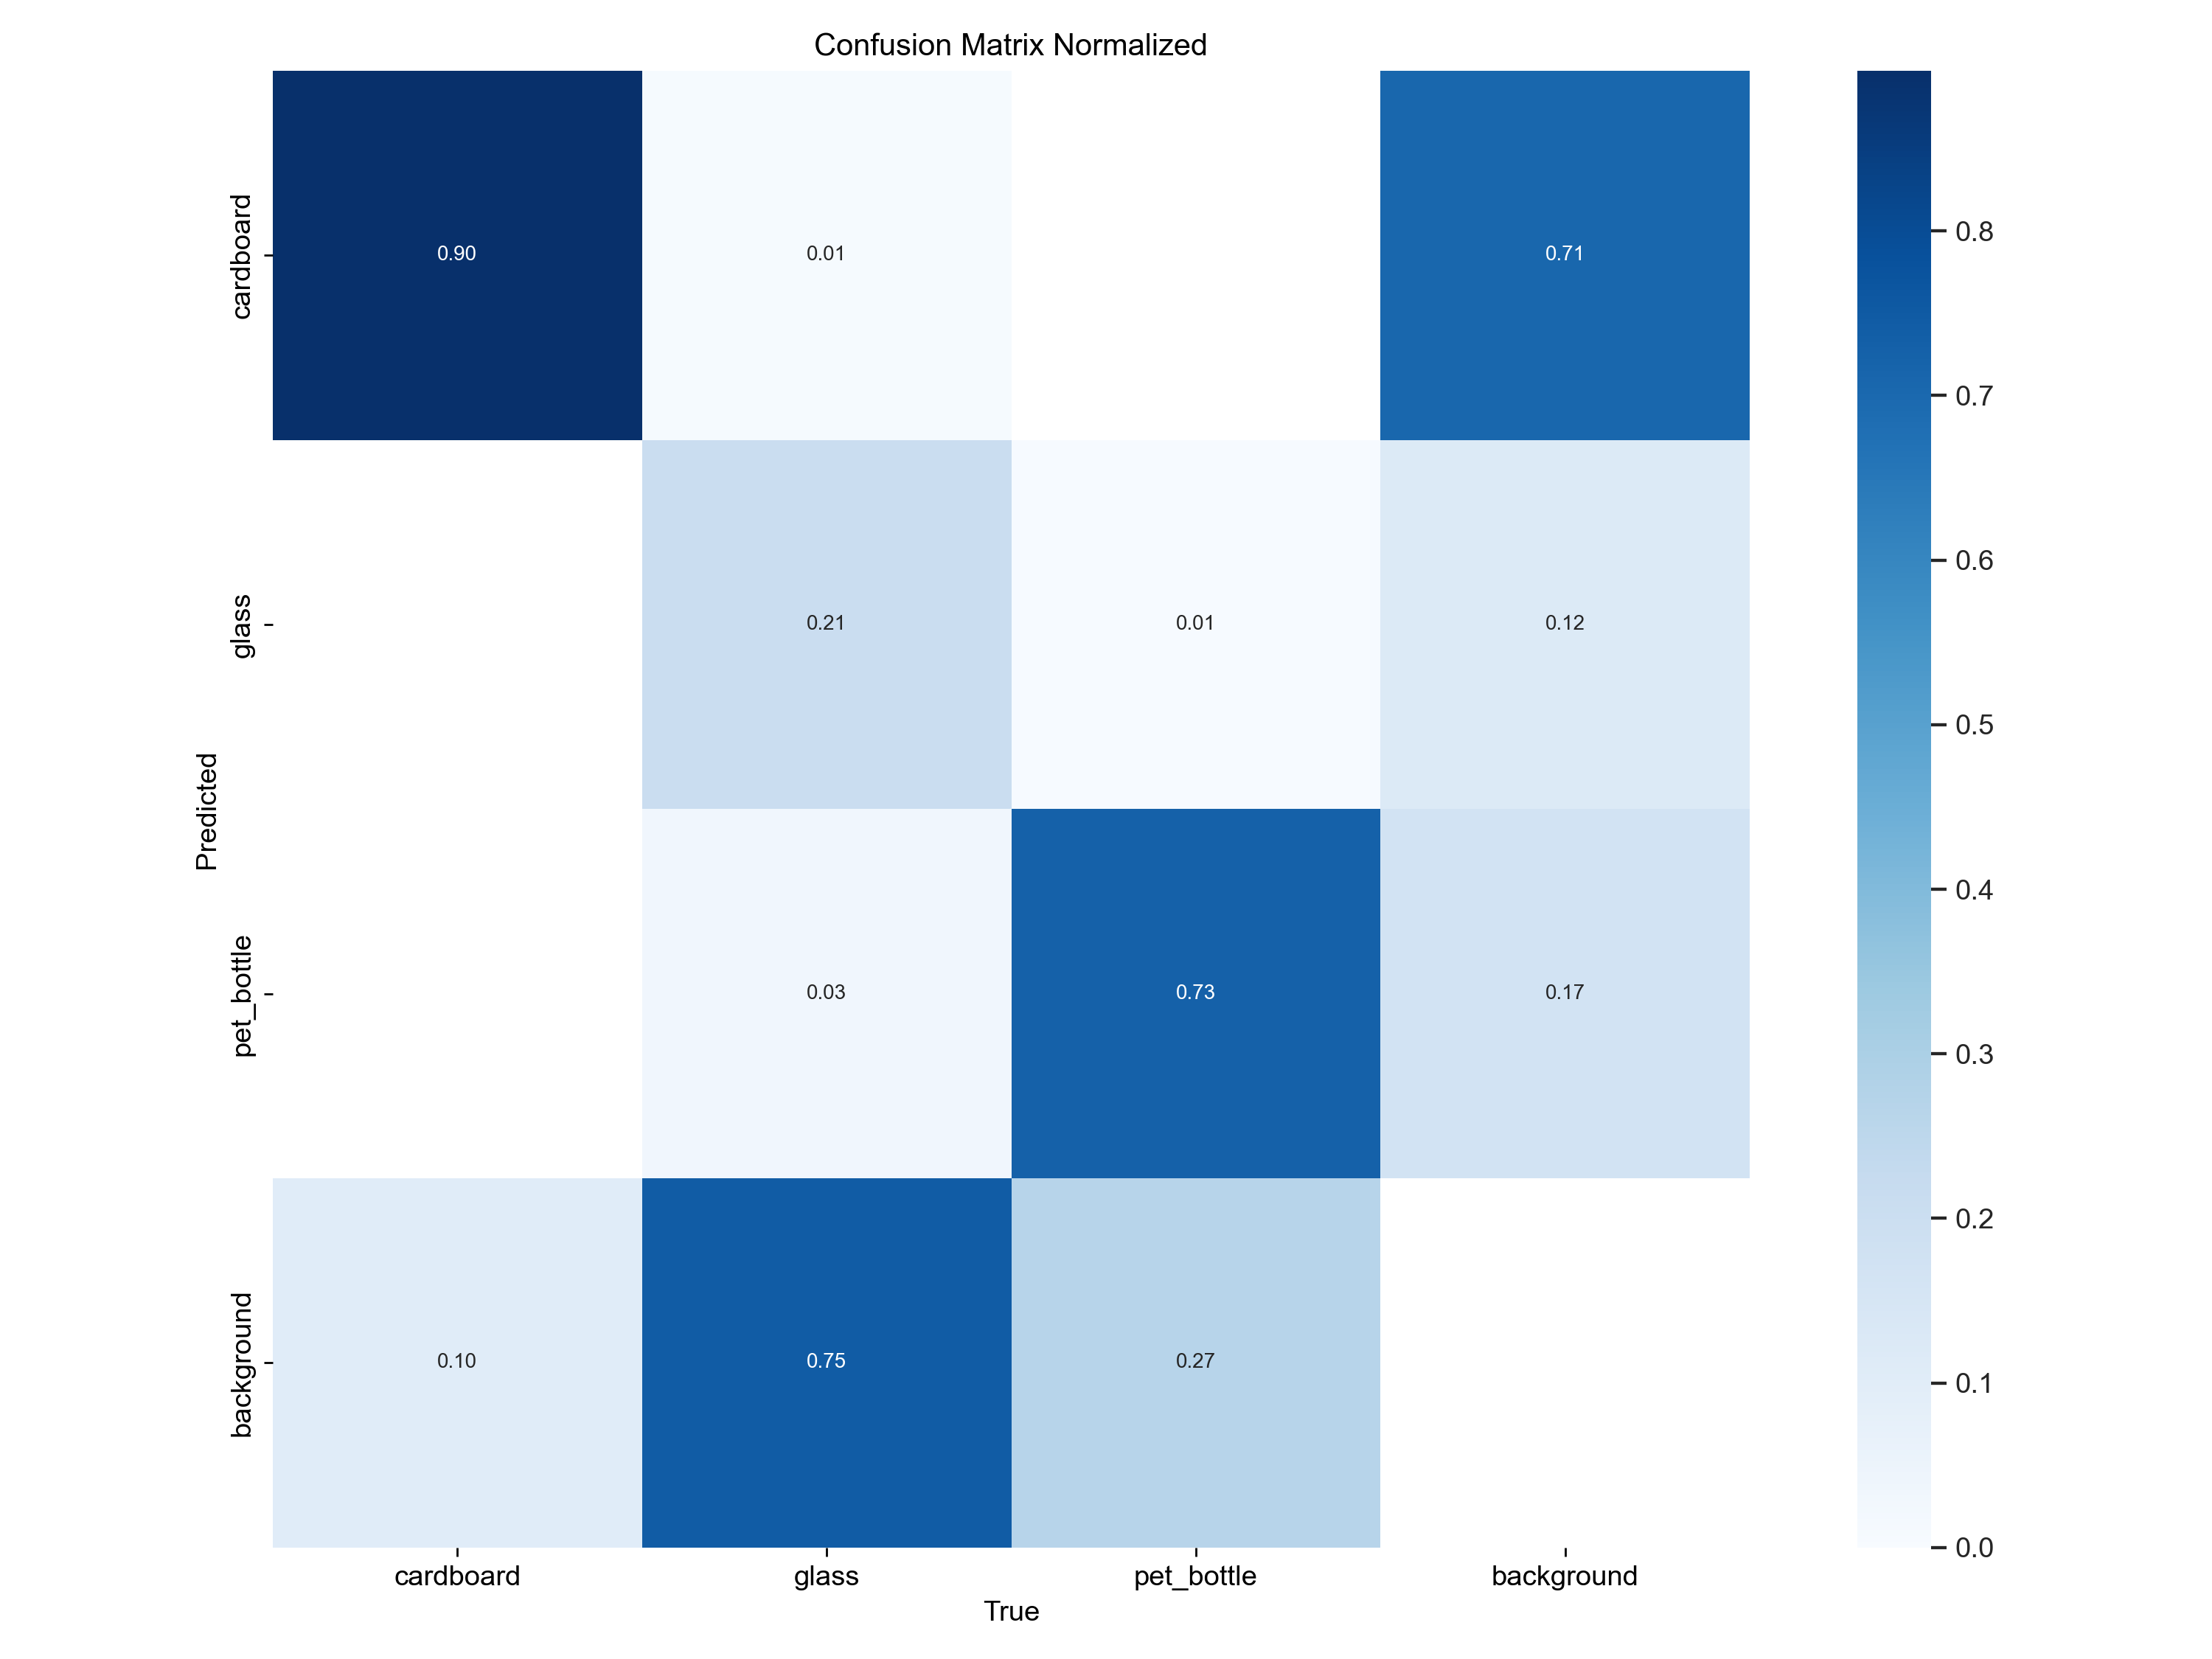 Confusion Matrix Normalized
cardboard
0.90
0.01
0.71
glass
0.21
0.01
0.12
pet_bottle
0.03
0.73
0.17
background
0.10
0.75
0.27
Predicted
cardboard
glass
pet_bottle
background
True
0.8
0.7
0.6
0.5
0.4
0.3
0.2
0.1
0.0